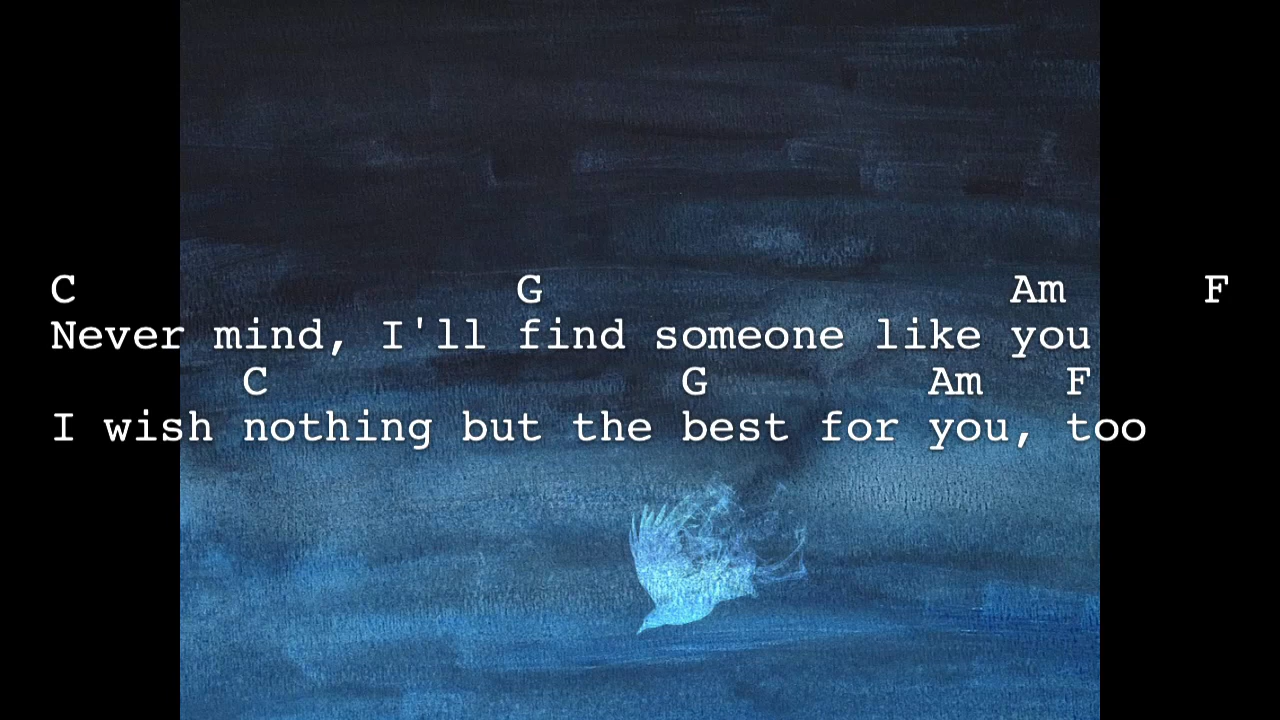 C G Am F
Never mind, I'll find someone like you
C G Am F
I wish nothing but the best for you, too